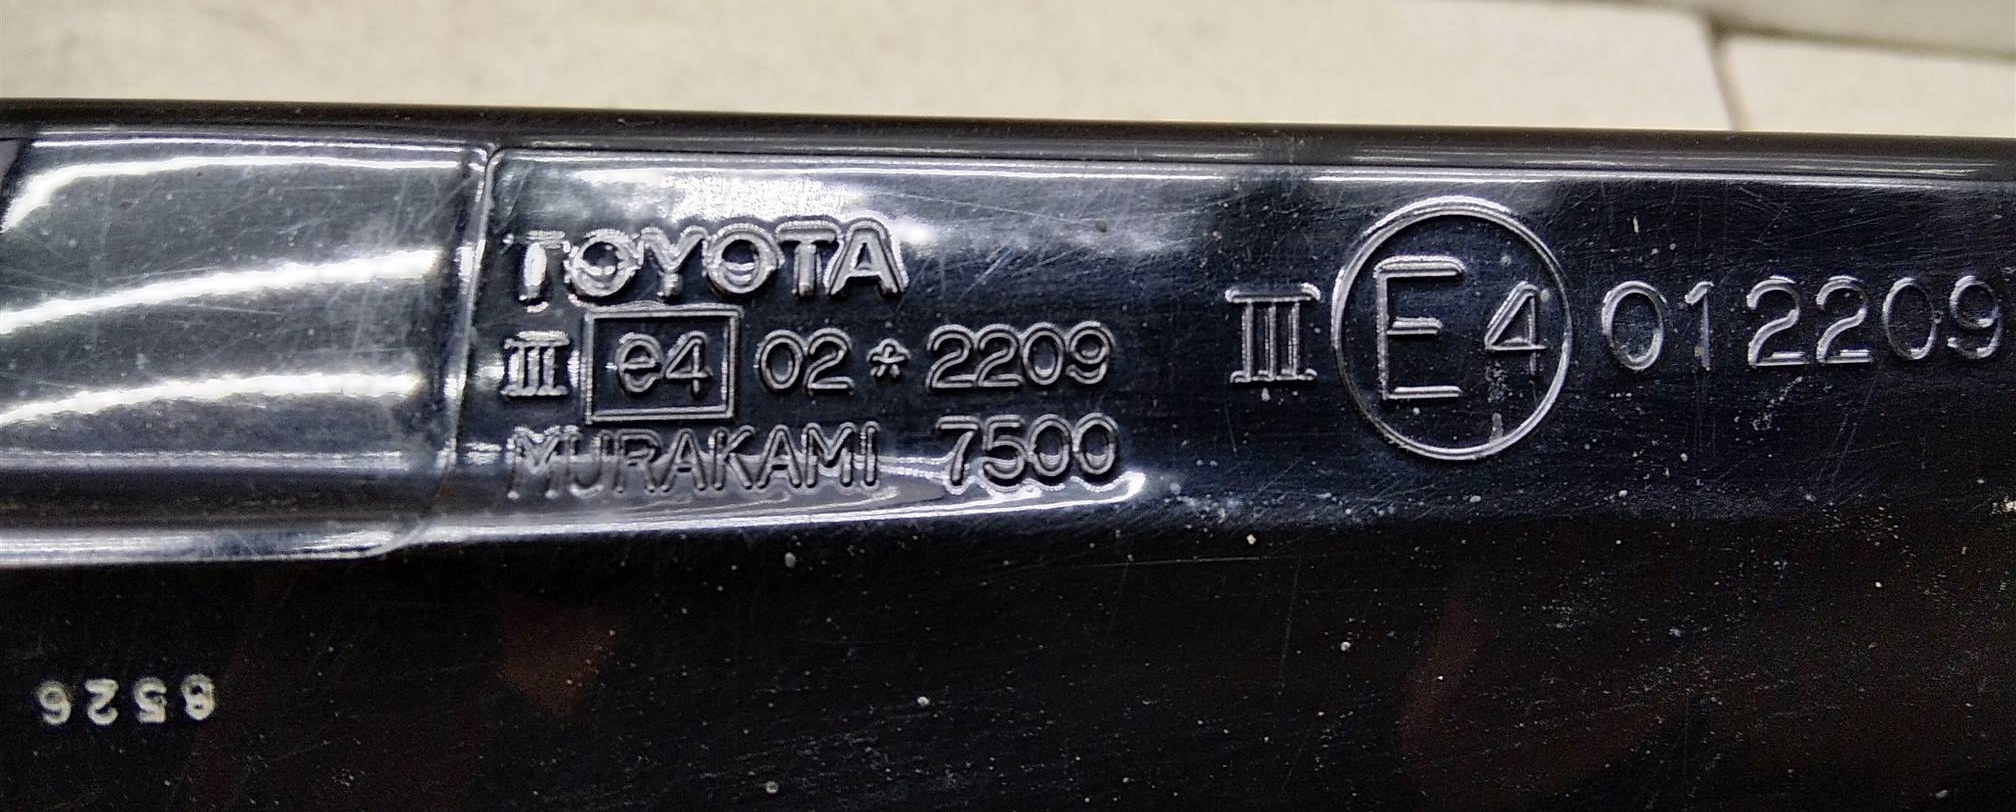 TOYOTA
III e4 02*2209
MURAKAMI 7500
III E4 012209
8526